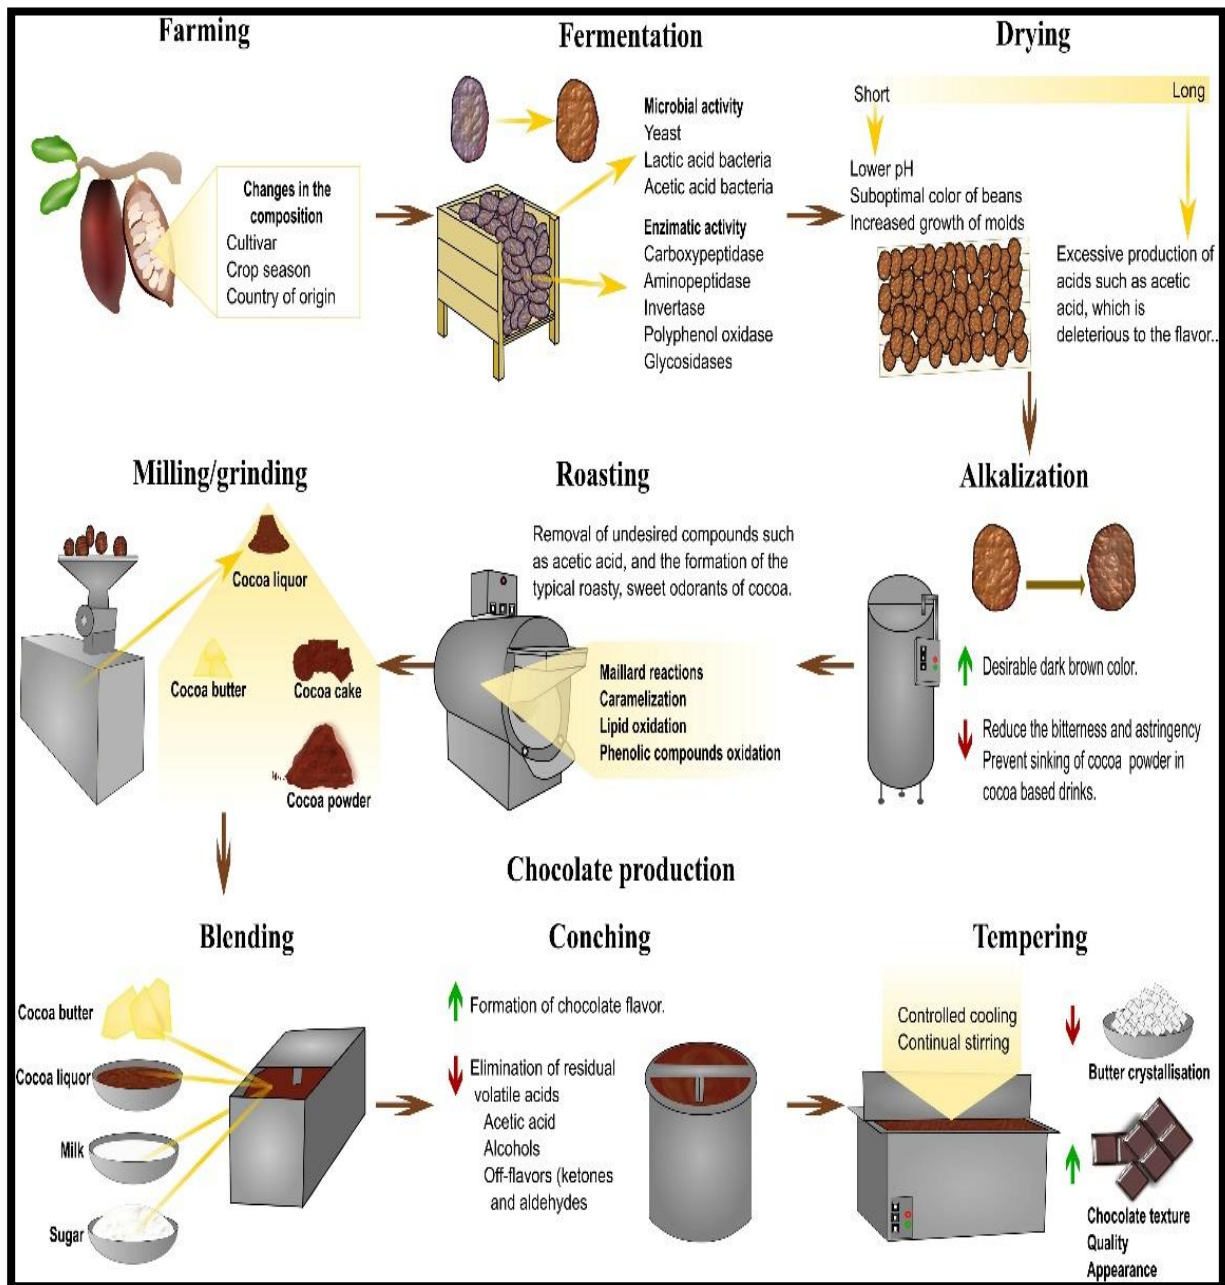 Farming
Changes in the
composition
Cultivar
Crop season
Country of origin
Fermentation
Microbial activity
Yeast
Lactic acid bacteria
Acetic acid bacteria
Enzimatic activity
Carboxypeptidase
Aminopeptidase
Invertase
Polyphenol oxidase
Glycosidases
Drying
Short
Long
Lower pH
Suboptimal color of beans
Increased growth of molds
Excessive production of
acids such as acetic
acid, which is
deleterious to the flavor..
Milling/grinding
Cocoa liquor
Cocoa butter
Cocoa cake
Cocoa powder
Roasting
Removal of undesired compounds such
as acetic acid, and the formation of the
typical roasty, sweet odorants of cocoa.
Maillard reactions
Caramelization
Lipid oxidation
Phenolic compounds oxidation
Alkalization
Desirable dark brown color.
Reduce the bitterness and astringency
Prevent sinking of cocoa powder in
cocoa based drinks.
Chocolate production
Blending
Cocoa butter
Cocoa liquor
Milk
Sugar
Conching
Formation of chocolate flavor.
Elimination of residual
volatile acids
Acetic acid
Alcohols
Off-flavors (ketones
and aldehydes
Tempering
Controlled cooling
Continual stirring
Butter crystallisation
Chocolate texture
Quality
Appearance